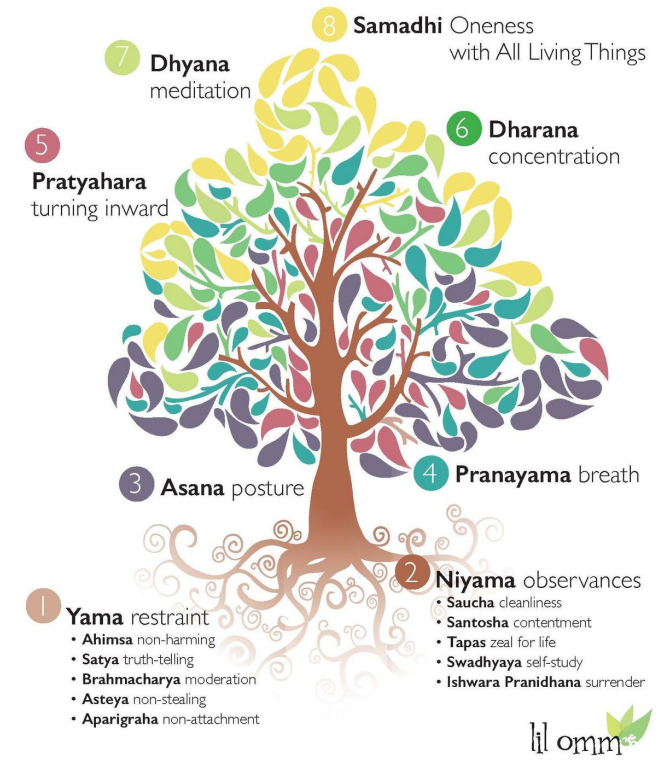 8 Samadhi Oneness
with All Living Things
7 Dhyana
meditation
6 Dharana
concentration
5
Pratyahara
turning inward
4 Pranayama breath
3 Asana posture
2 Niyama observances
• Saucha cleanliness
• Santosha contentment
• Tapas zeal for life
• Swadhyaya self-study
• Ishwara Pranidhana surrender
1 Yama restraint
• Ahimsa non-harming
• Satya truth-telling
• Brahmacharya moderation
• Asteya non-stealing
• Aparigraha non-attachment
lil omm